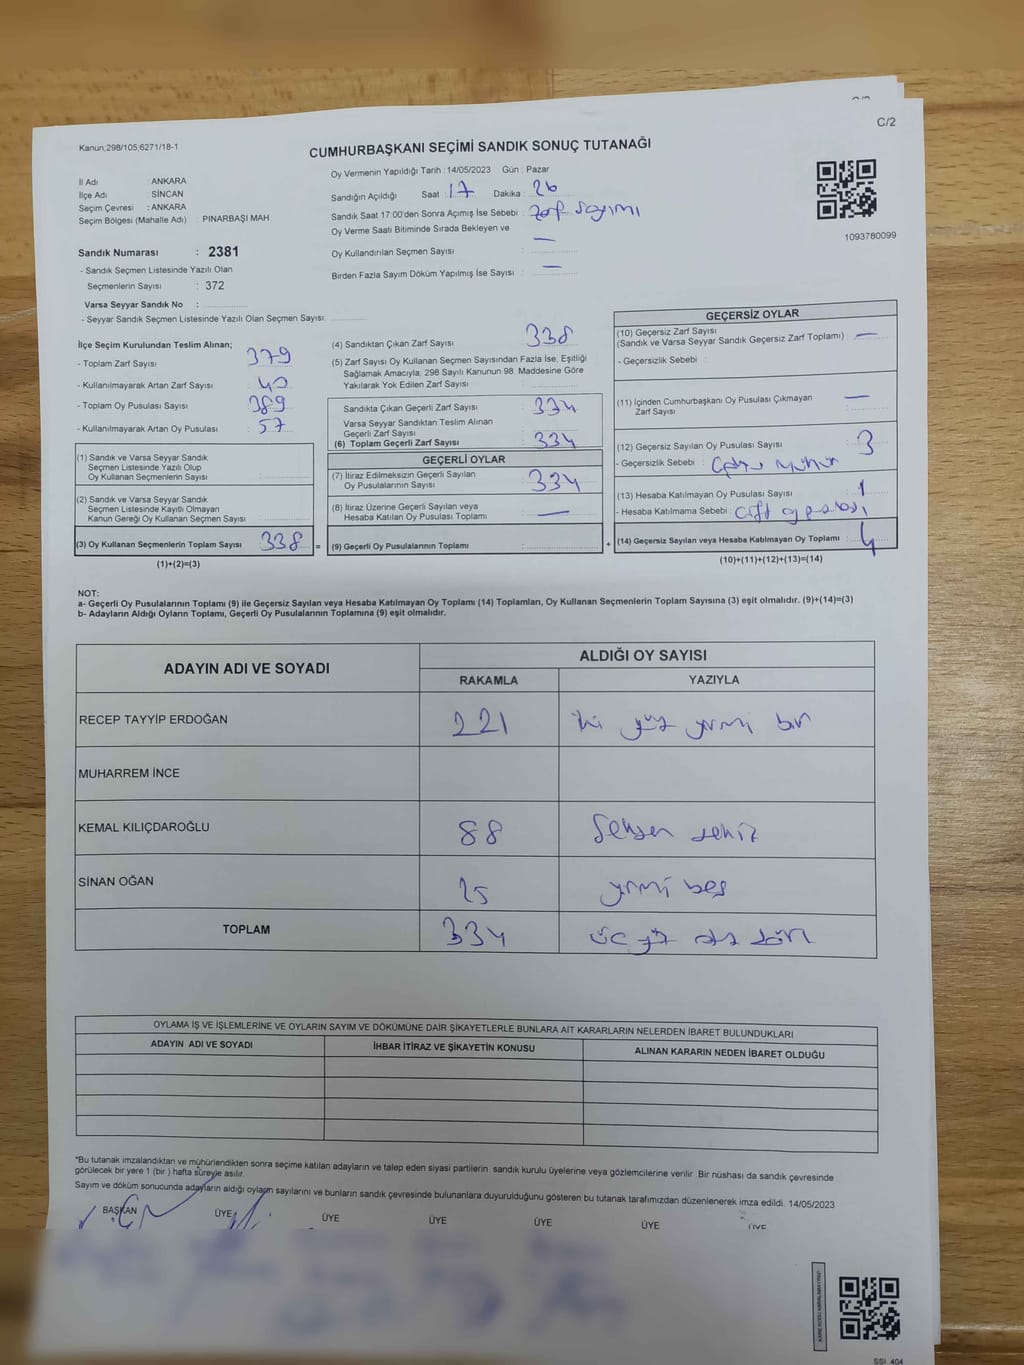 C/2
Kanun,298/105,6271/18-1
CUMHURBAŞKANI SEÇİMİ SANDIK SONUÇ TUTANAĞI
İl Adı : ANKARA
İlçe Adı : SİNCAN
Seçim Çevresi : ANKARA
Seçim Bölgesi (Mahalle Adı) : PINARBAŞI MAH
Sandık Numarası : 2381
- Sandık Seçmen Listesinde Yazılı Olan
Seçmenlerin Sayısı : 372
Varsa Seyyar Sandık No :
- Seyyar Sandık Seçmen Listesinde Yazılı Olan Seçmen Sayısı:
Oy Vermenin Yapıldığı Tarih : 14/05/2023 Gün : Pazar
Sandığın Açıldığı Saat : 17 Dakika : 26
Sandık Saat 17:00'den Sonra Açımış İse Sebebi : Zarf Sayımı
Oy Verme Saati Bitiminde Sırada Bekleyen ve
Oy Kullandırılan Seçmen Sayısı : —
Birden Fazla Sayım Döküm Yapılmış İse Sayısı : —
1093780099
İlçe Seçim Kurulundan Teslim Alınan;
- Toplam Zarf Sayısı : 379
- Kullanılmayarak Artan Zarf Sayısı : 40
- Toplam Oy Pusulası Sayısı : 389
- Kullanılmayarak Artan Oy Pusulası : 57
(1) Sandık ve Varsa Seyyar Sandık
Seçmen Listesinde Yazılı Olup
Oy Kullanan Seçmenlerin Sayısı :
(2) Sandık ve Varsa Seyyar Sandık
Seçmen Listesinde Kayıtlı Olmayan
Kanun Gereği Oy Kullanan Seçmen Sayısı :
(3) Oy Kullanan Seçmenlerin Toplam Sayısı : 338 =
(1)+(2)=(3)
(4) Sandıktan Çıkan Zarf Sayısı : 338
(5) Zarf Sayısı Oy Kullanan Seçmen Sayısından Fazla İse, Eşitliği
Sağlamak Amacıyla, 298 Sayılı Kanunun 98. Maddesine Göre
Yakılarak Yok Edilen Zarf Sayısı :
Sandıkta Çıkan Geçerli Zarf Sayısı : 334
Varsa Seyyar Sandıktan Teslim Alınan
Geçerli Zarf Sayısı :
(6) Toplam Geçerli Zarf Sayısı : 334
GEÇERLİ OYLAR
(7) İtiraz Edilmeksizin Geçerli Sayılan
Oy Pusulalarının Sayısı : 334
(8) İtiraz Üzerine Geçerli Sayılan veya
Hesaba Katılan Oy Pusulası Toplamı : —
(9) Geçerli Oy Pusulalarının Toplamı : +
GEÇERSİZ OYLAR
(10) Geçersiz Zarf Sayısı
(Sandık ve Varsa Seyyar Sandık Geçersiz Zarf Toplamı) : —
- Geçersizlik Sebebi :
(11) İçinden Cumhurbaşkanı Oy Pusulası Çıkmayan
Zarf Sayısı : —
(12) Geçersiz Sayılan Oy Pusulası Sayısı : 3
- Geçersizlik Sebebi : mühür
(13) Hesaba Katılmayan Oy Pusulası Sayısı : 1
- Hesaba Katılmama Sebebi : Çift oy pusulası
(14) Geçersiz Sayılan veya Hesaba Katılmayan Oy Toplamı : 4
(10)+(11)+(12)+(13)=(14)
NOT:
a- Geçerli Oy Pusulalarının Toplamı (9) ile Geçersiz Sayılan veya Hesaba Katılmayan Oy Toplamı (14) Toplamları, Oy Kullanan Seçmenlerin Toplam Sayısına (3) eşit olmalıdır. (9)+(14)=(3)
b- Adayların Aldığı Oyların Toplamı, Geçerli Oy Pusulalarının Toplamına (9) eşit olmalıdır.
ADAYIN ADI VE SOYADI ALDIĞI OY SAYISI
RAKAMLA YAZIYLA
RECEP TAYYİP ERDOĞAN 221 iki yüz yirmi bir
MUHARREM İNCE
KEMAL KILIÇDAROĞLU 88 Seksen sekiz
SİNAN OĞAN 25 yirmi beş
TOPLAM 334 üç yüz otuz dört
OYLAMA İŞ VE İŞLEMLERİNE VE OYLARIN SAYIM VE DÖKÜMÜNE DAİR ŞİKAYETLERLE BUNLARA AİT KARARLARIN NELERDEN İBARET BULUNDUKLARI
ADAYIN ADI VE SOYADI İHBAR İTİRAZ VE ŞİKAYETİN KONUSU ALINAN KARARIN NEDEN İBARET OLDUĞU
*Bu tutanak imzalandıktan ve mühürlendikten sonra seçime katılan adayların ve talep eden siyasi partilerin sandık kurulu üyelerine veya gözlemcilerine verilir. Bir nüshası da sandık çevresinde
görülecek bir yere 1 (bir ) hafta süreyle asılır.
Sayım ve döküm sonucunda adayların aldığı oyların sayılarını ve bunların sandık çevresinde bulunanlara duyurulduğunu gösteren bu tutanak tarafımızdan düzenlenerek imza edildi. 14/05/2023
BAŞKAN ÜYE ÜYE ÜYE ÜYE ÜYE ÜYE
SSI 404